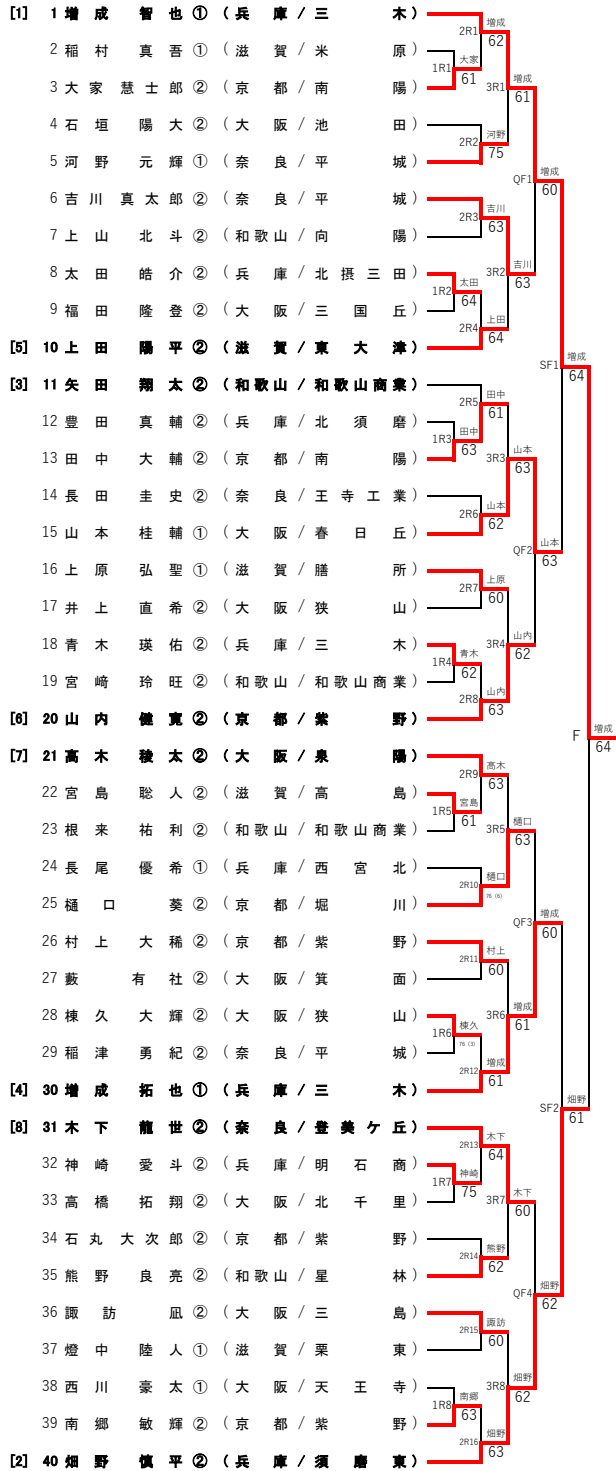 [1] 1 増成 智也 ① ( 兵庫 / 三木 )
2 稲村 真吾 ① ( 滋賀 / 米原 )
3 大家 慧士郎 ② ( 京都 / 南陽 )
4 石垣 陽大 ② ( 大阪 / 池田 )
5 河野 元輝 ① ( 奈良 / 平城 )
6 吉川 真太郎 ② ( 奈良 / 平城 )
7 上山 北斗 ② ( 和歌山 / 向陽 )
8 太田 皓介 ② ( 兵庫 / 北摂三田 )
9 福田 隆登 ② ( 大阪 / 三国丘 )
[5] 10 上田 陽平 ② ( 滋賀 / 東大津 )
[3] 11 矢田 翔太 ② ( 和歌山 / 和歌山商業 )
12 豊田 真輔 ② ( 兵庫 / 北須磨 )
13 田中 大輔 ② ( 京都 / 南陽 )
14 長田 圭史 ② ( 奈良 / 王寺工業 )
15 山本 桂輔 ① ( 大阪 / 春日丘 )
16 上原 弘聖 ① ( 滋賀 / 膳所 )
17 井上 直希 ② ( 大阪 / 狭山 )
18 青木 瑛佑 ② ( 兵庫 / 三木 )
19 宮﨑 玲旺 ② ( 和歌山 / 和歌山商業 )
[6] 20 山内 健寛 ② ( 京都 / 紫野 )
[7] 21 高木 稜太 ② ( 大阪 / 泉陽 )
22 宮島 聡人 ② ( 滋賀 / 高島 )
23 根来 祐利 ② ( 和歌山 / 和歌山商業 )
24 長尾 優希 ① ( 兵庫 / 西宮北 )
25 樋口 葵 ② ( 京都 / 堀川 )
26 村上 大稀 ② ( 京都 / 紫野 )
27 藪 有社 ② ( 大阪 / 箕面 )
28 棟久 大輝 ② ( 大阪 / 狭山 )
29 稲津 勇紀 ② ( 奈良 / 平城 )
[4] 30 増成 拓也 ① ( 兵庫 / 三木 )
[8] 31 木下 龍世 ② ( 奈良 / 登美ケ丘 )
32 神崎 愛斗 ② ( 兵庫 / 明石商 )
33 高橋 拓翔 ② ( 大阪 / 北千里 )
34 石丸 大次郎 ② ( 京都 / 紫野 )
35 熊野 良亮 ② ( 和歌山 / 星林 )
36 諏訪 凪 ② ( 大阪 / 三島 )
37 燈中 陸人 ① ( 滋賀 / 栗東 )
38 西川 豪太 ① ( 大阪 / 天王寺 )
39 南郷 敏輝 ② ( 京都 / 紫野 )
[2] 40 畑野 慎平 ② ( 兵庫 / 須磨東 )
1R1 大家 61
1R2 太田 64
1R3 田中 63
1R4 青木 62
1R5 宮島 61
1R6 棟久 76 (3)
1R7 神崎 75
1R8 南郷 63
2R1 増成 62
2R2 河野 75
2R3 吉川 63
2R4 上田 64
2R5 田中 61
2R6 山本 62
2R7 上原 60
2R8 山内 63
2R9 高木 63
2R10 樋口 76 (6)
2R11 村上 60
2R12 増成 61
2R13 木下 64
2R14 熊野 62
2R15 諏訪 60
2R16 畑野 63
3R1 増成 61
3R2 吉川 63
3R3 山本 63
3R4 山内 62
3R5 樋口 63
3R6 増成 61
3R7 木下 60
3R8 畑野 62
QF1 増成 60
QF2 山本 63
QF3 増成 60
QF4 畑野 62
SF1 増成 64
SF2 畑野 61
F 増成 64